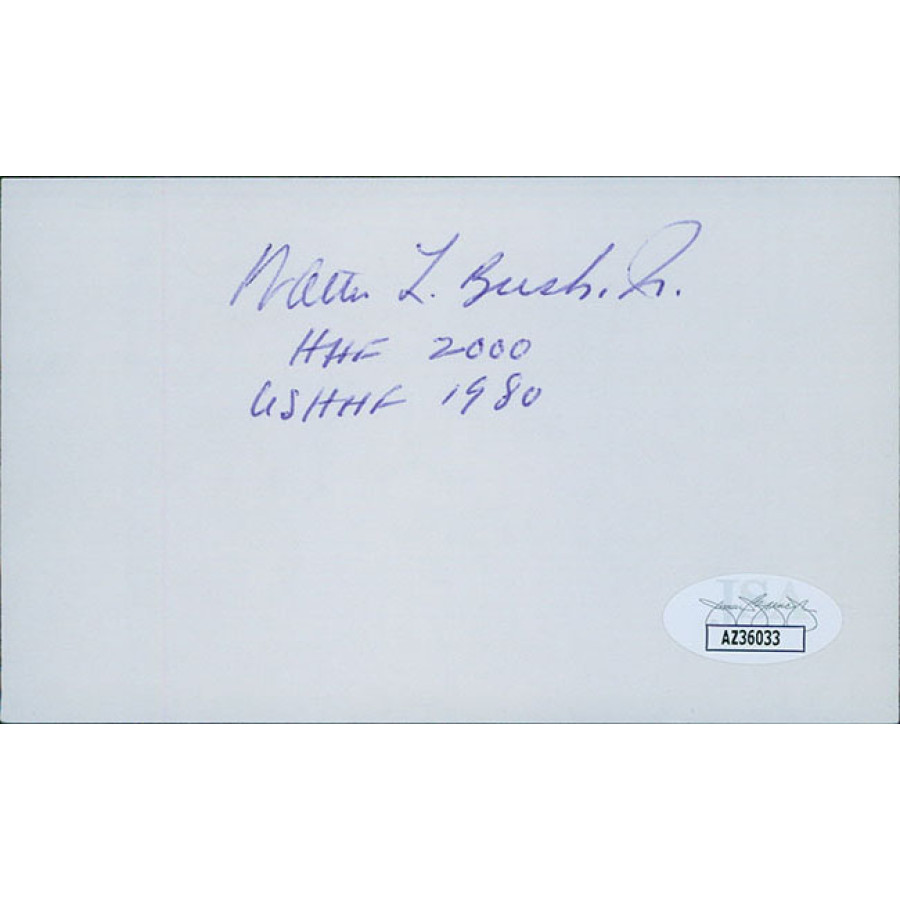 Walter L. Bush, Jr.
HHF 2000
USHHF 1980
JSA
AZ36033